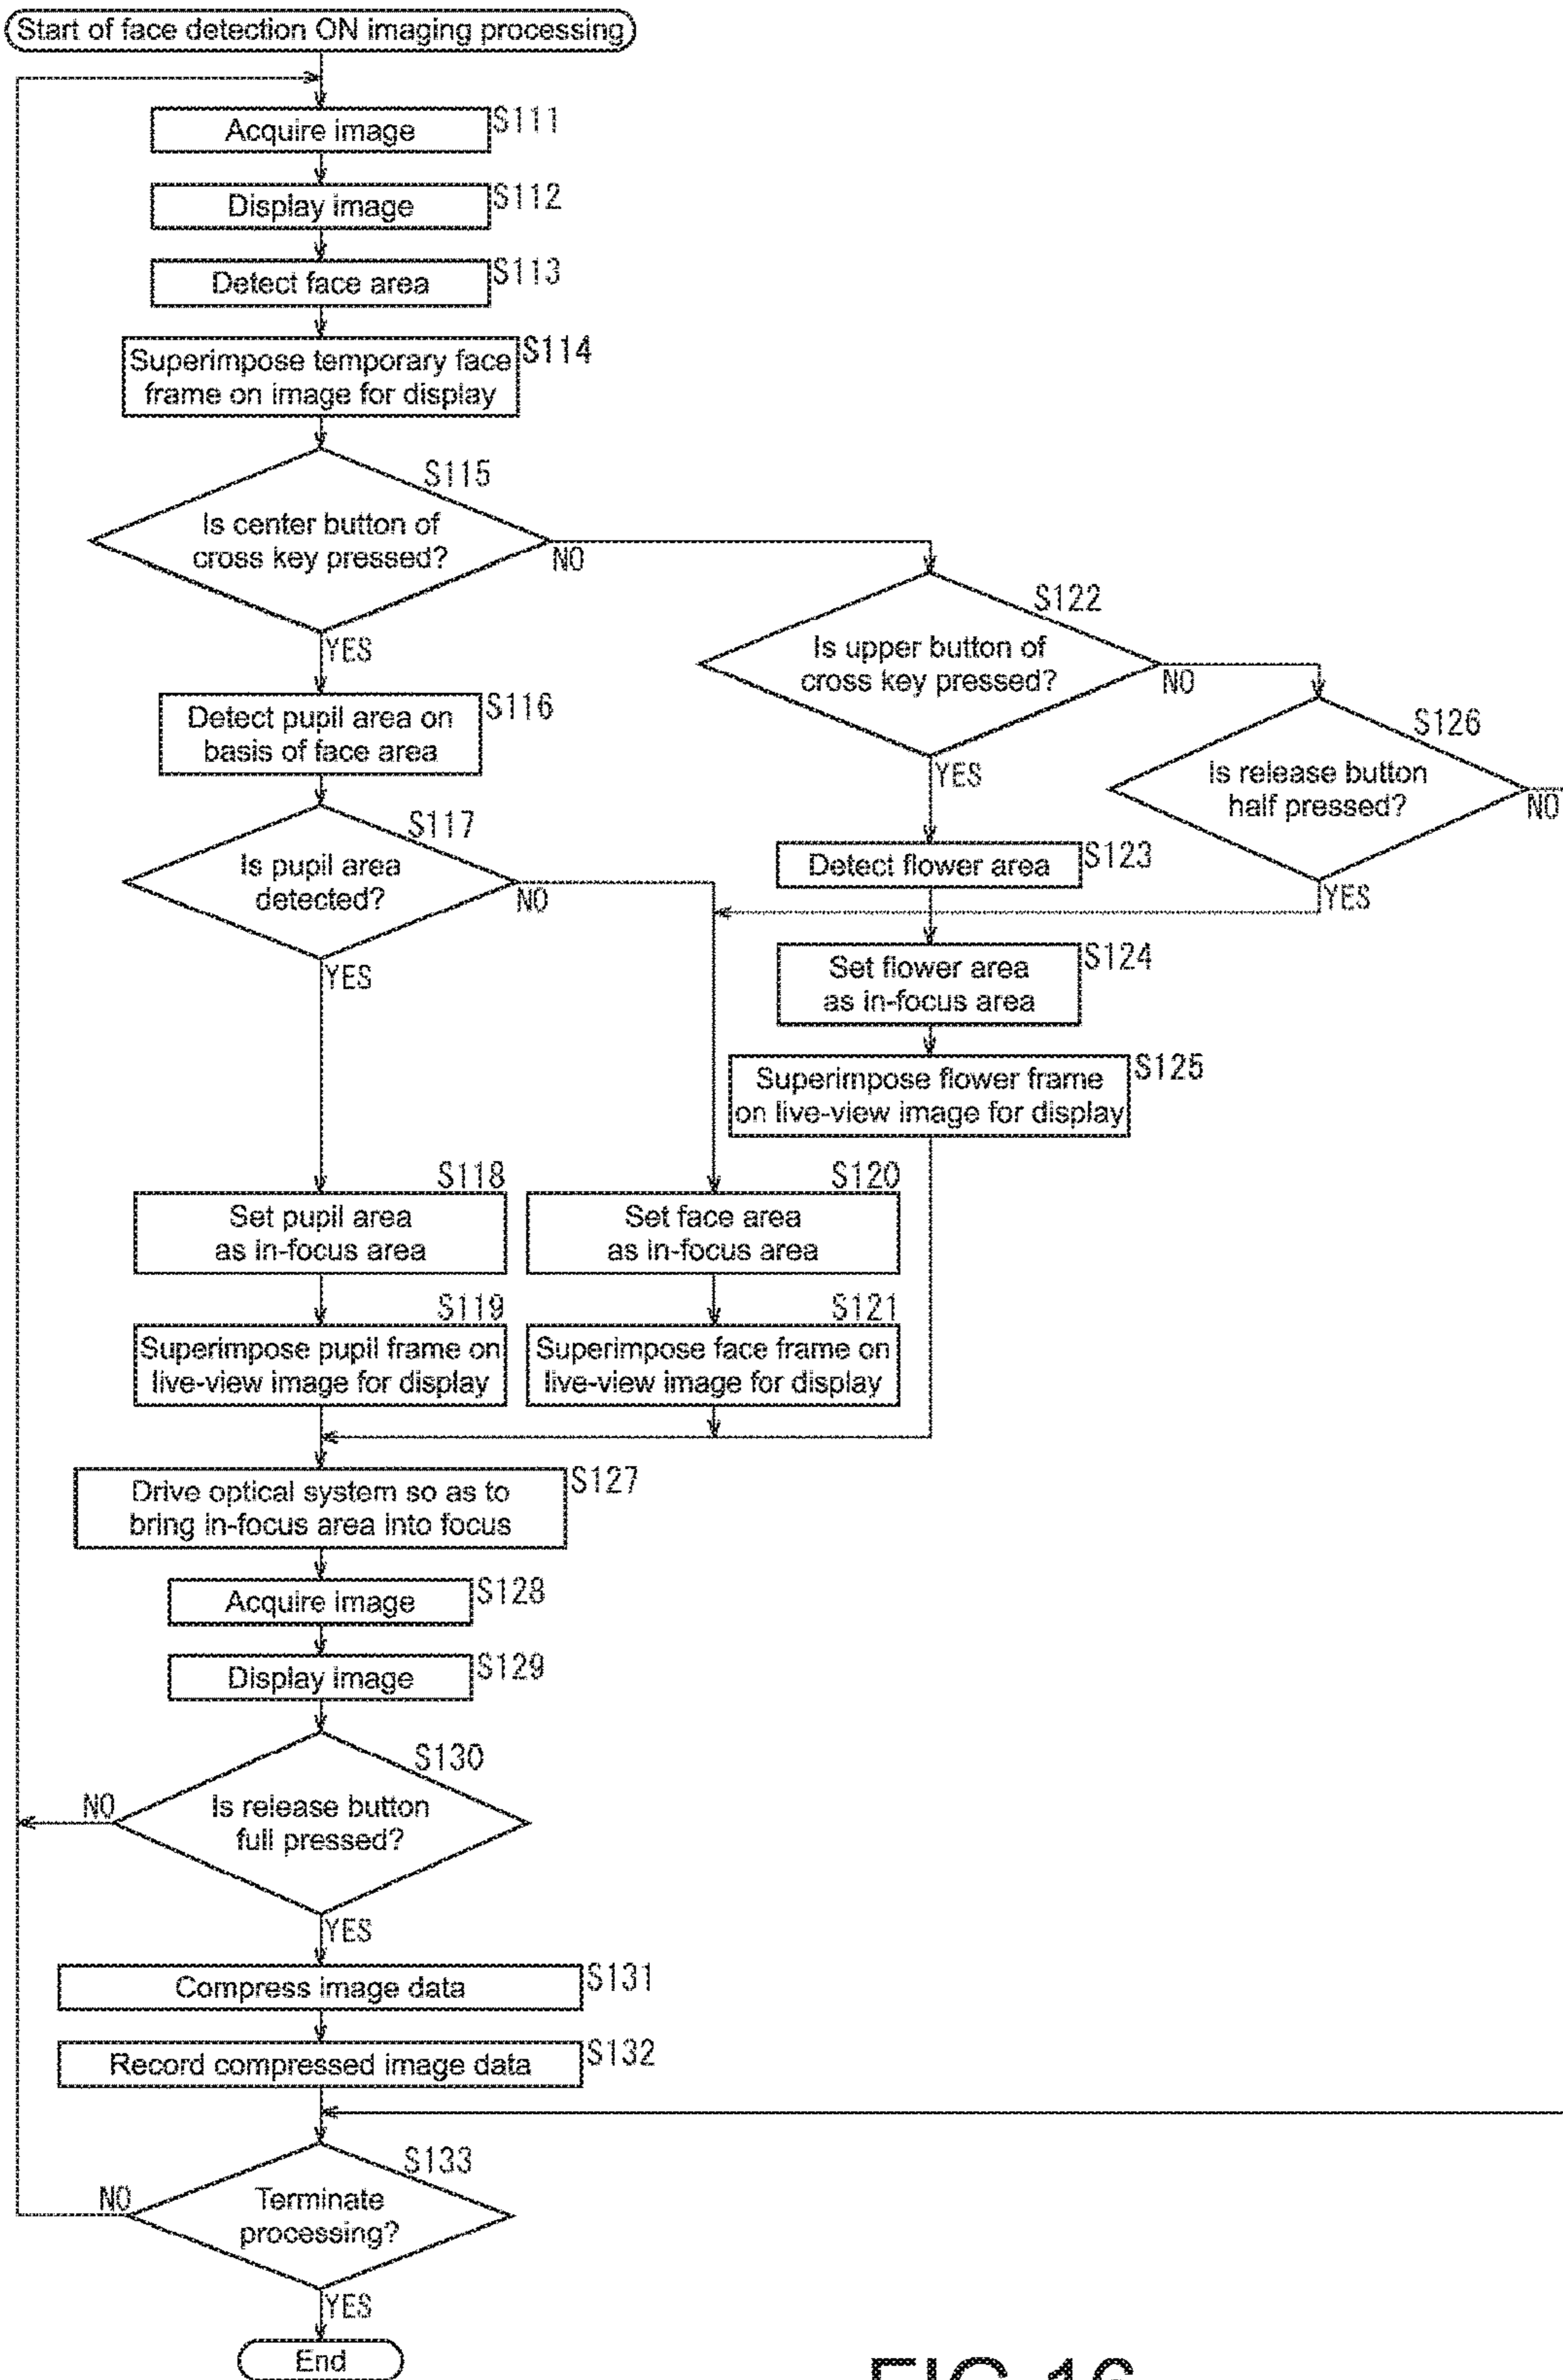 Start of face detection ON imaging processing
Acquire image
S111
Display image
S112
Detect face area
S113
Superimpose temporary face
frame on image for display
S114
S115
Is center button of
cross key pressed?
NO
YES
S122
Is upper button of
cross key pressed?
NO
YES
S126
Is release button
half pressed?
NO
YES
Detect pupil area on
basis of face area
S116
S117
Is pupil area
detected?
NO
YES
Detect flower area
S123
Set flower area
as in-focus area
S124
Superimpose flower frame
on live-view image for display
S125
S118
Set pupil area
as in-focus area
S120
Set face area
as in-focus area
S119
Superimpose pupil frame on
live-view image for display
S121
Superimpose face frame on
live-view image for display
Drive optical system so as to
bring in-focus area into focus
S127
Acquire image
S128
Display image
S129
S130
Is release button
full pressed?
NO
YES
Compress image data
S131
Record compressed image data
S132
S133
Terminate
processing?
NO
YES
End
FIG.16